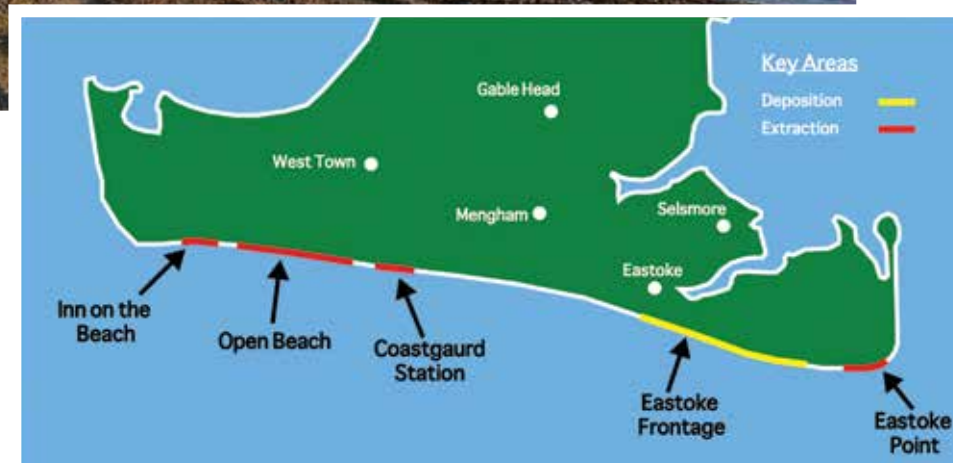 Key Areas
Deposition
Extraction
Gable Head
West Town
Mengham
Selsmore
Eastoke
Inn on the
Beach
Open Beach
Coastgaurd
Station
Eastoke
Frontage
Eastoke
Point